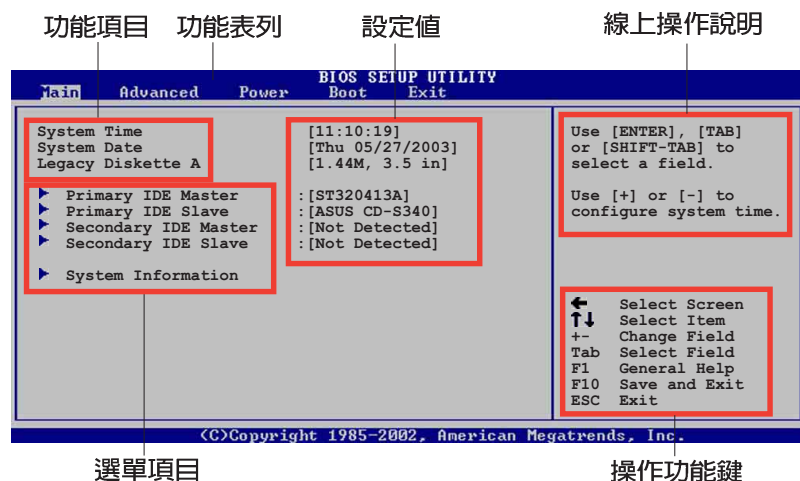 功能項目 功能表列 設定值 線上操作說明
BIOS SETUP UTILITY
Main Advanced Power Boot Exit
System Time [11:10:19]
System Date [Thu 05/27/2003]
Legacy Diskette A [1.44M, 3.5 in]
Primary IDE Master :[ST320413A]
Primary IDE Slave :[ASUS CD-S340]
Secondary IDE Master :[Not Detected]
Secondary IDE Slave :[Not Detected]
System Information
Use [ENTER], [TAB]
or [SHIFT-TAB] to
select a field.
Use [+] or [-] to
configure system time.
← Select Screen
↑↓ Select Item
+- Change Field
Tab Select Field
F1 General Help
F10 Save and Exit
ESC Exit
(C)Copyright 1985-2002, American Megatrends, Inc.
選單項目 操作功能鍵